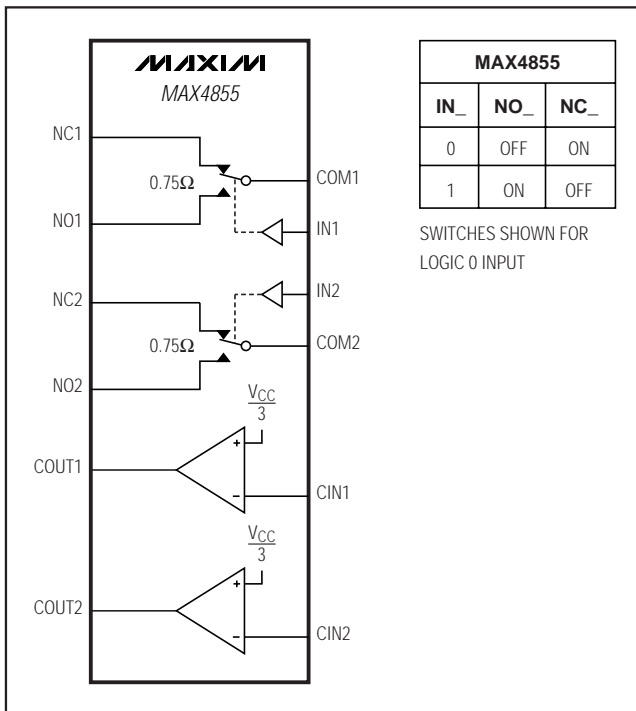 MAXIM
MAX4855
NC1
0.75Ω
COM1
NO1
IN1
NC2
IN2
0.75Ω
COM2
NO2
VCC
3
+
COUT1
−
CIN1
VCC
3
+
COUT2
−
CIN2
MAX4855
IN_ NO_ NC_
0 OFF ON
1 ON OFF
SWITCHES SHOWN FOR
LOGIC 0 INPUT